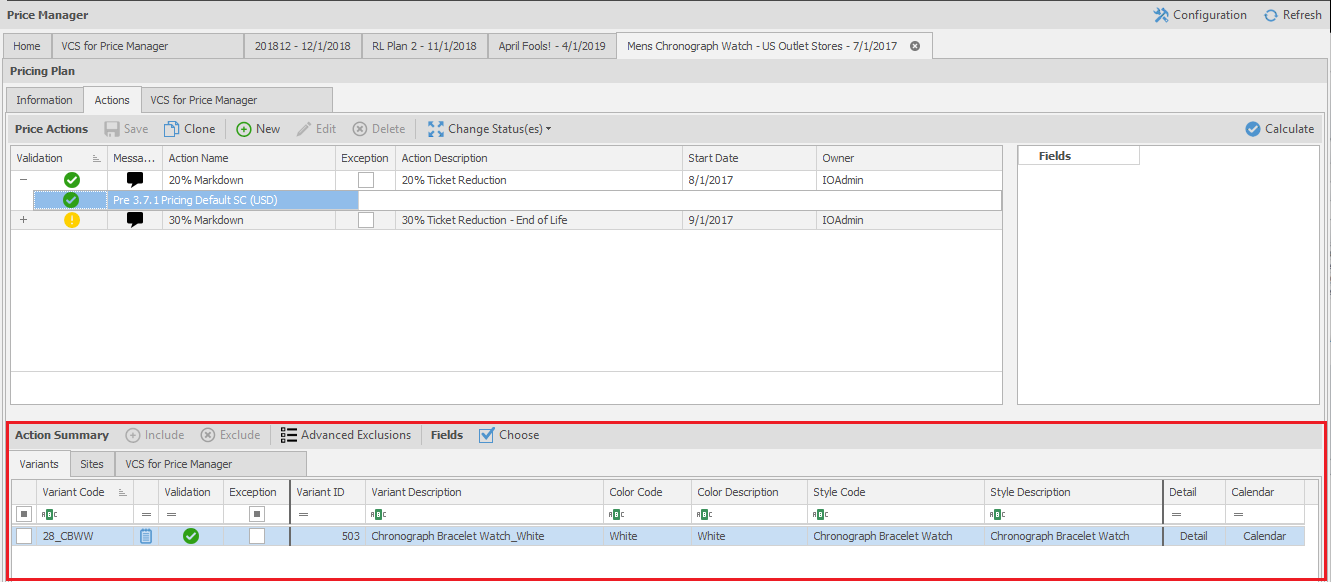 Price Manager Configuration Refresh
Home VCS for Price Manager 201812 - 12/1/2018 RL Plan 2 - 11/1/2018 April Fools! - 4/1/2019 Mens Chronograph Watch - US Outlet Stores - 7/1/2017
Pricing Plan
Information Actions VCS for Price Manager
Price Actions Save Clone New Edit Delete Change Status(es) Calculate
Validation Messa... Action Name Exception Action Description Start Date Owner Fields
20% Markdown 20% Ticket Reduction 8/1/2017 IOAdmin
Pre 3.7.1 Pricing Default SC (USD)
30% Markdown 30% Ticket Reduction - End of Life 9/1/2017 IOAdmin
Action Summary Include Exclude Advanced Exclusions Fields Choose
Variants Sites VCS for Price Manager
Variant Code Validation Exception Variant ID Variant Description Color Code Color Description Style Code Style Description Detail Calendar
ABC = = = ABC ABC ABC ABC ABC = =
28_CBWW 503 Chronograph Bracelet Watch_White White White Chronograph Bracelet Watch Chronograph Bracelet Watch Detail Calendar